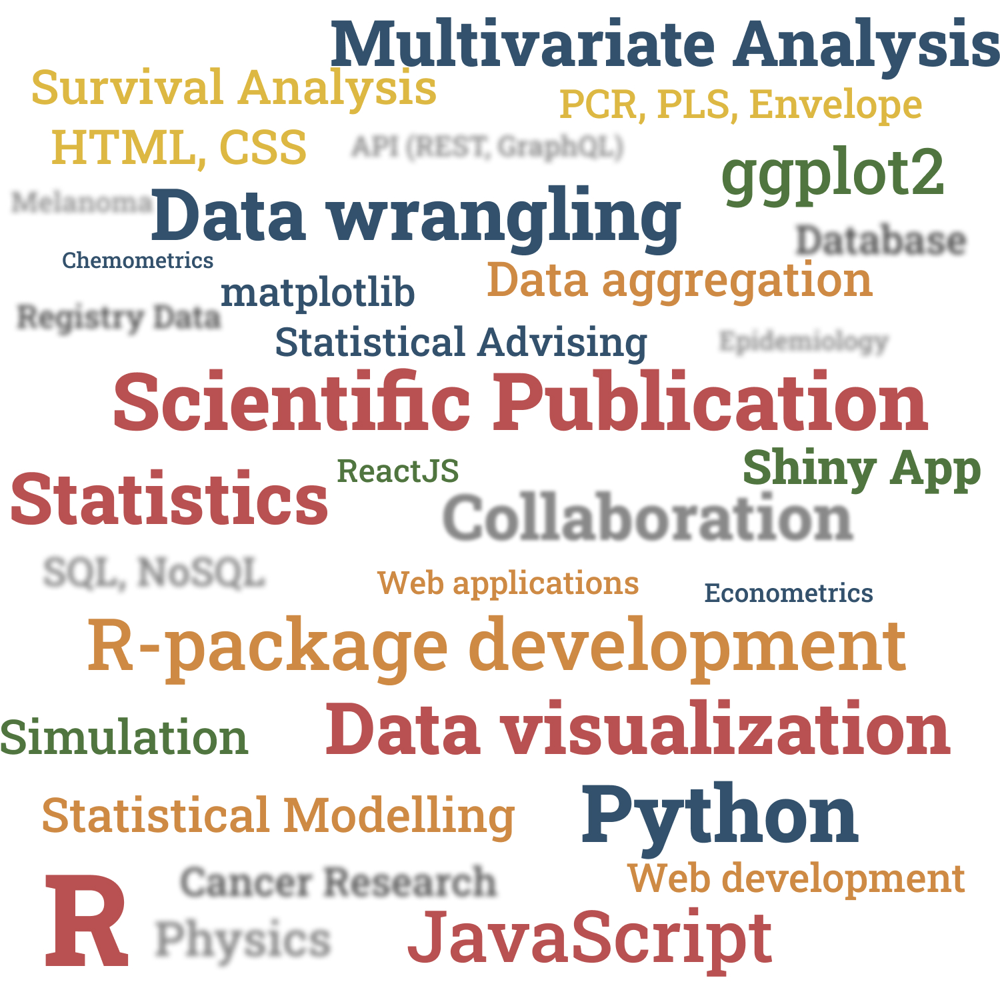 Multivariate Analysis
Survival Analysis
PCR, PLS, Envelope
HTML, CSS
API (REST, GraphQL)
ggplot2
Melanoma
Data wrangling
Database
Chemometrics
Data aggregation
matplotlib
Registry Data
Statistical Advising
Epidemiology
Scientific Publication
Shiny App
ReactJS
Statistics
Collaboration
SQL, NoSQL
Web applications
Econometrics
R-package development
Simulation
Data visualization
Statistical Modelling
Python
Cancer Research
Web development
R
Physics
JavaScript